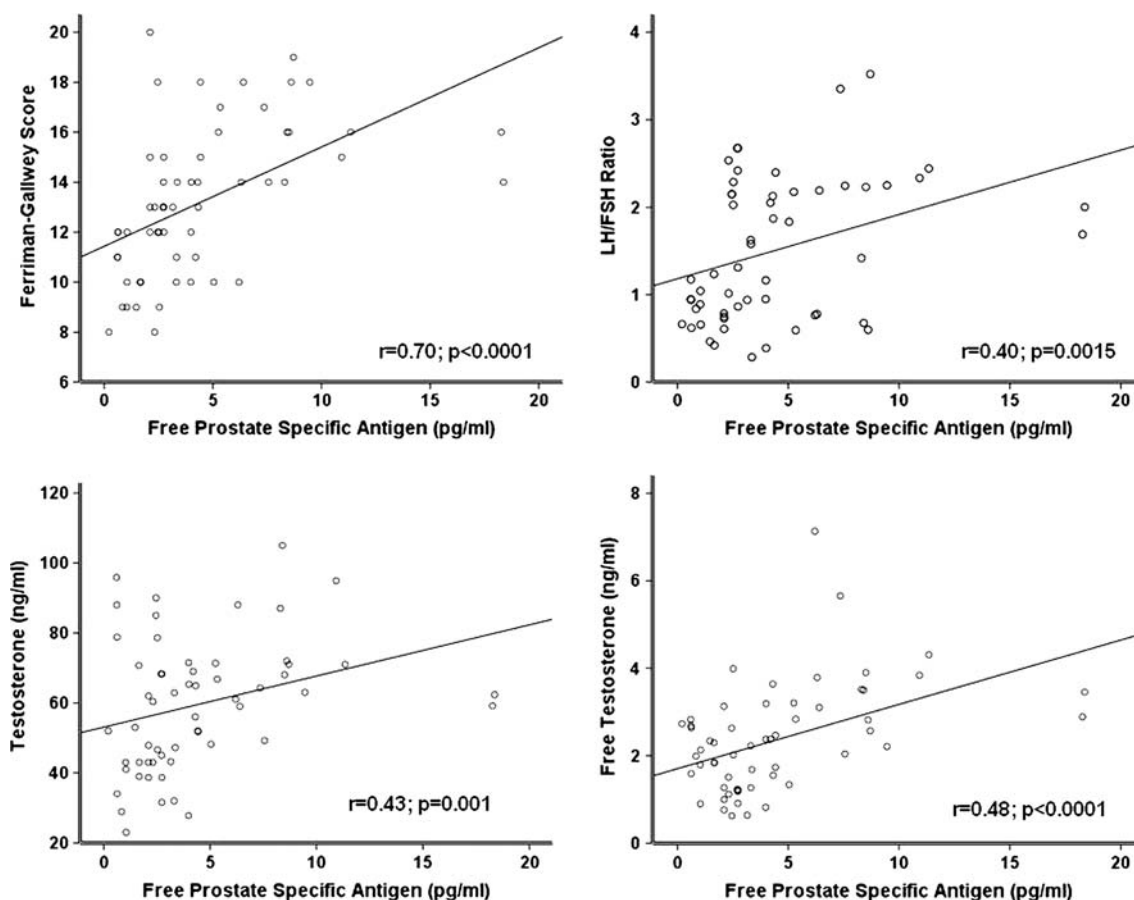 20
18
16
14
12
10
8
6
Ferriman-Gallwey Score
r=0.70; p<0.0001
0 5 10 15 20
Free Prostate Specific Antigen (pg/ml)
4
3
2
1
0
LH/FSH Ratio
r=0.40; p=0.0015
0 5 10 15 20
Free Prostate Specific Antigen (pg/ml)
120
100
80
60
40
20
Testosterone (ng/ml)
r=0.43; p=0.001
0 5 10 15 20
Free Prostate Specific Antigen (pg/ml)
8
6
4
2
0
Free Testosterone (ng/ml)
r=0.48; p<0.0001
0 5 10 15 20
Free Prostate Specific Antigen (pg/ml)